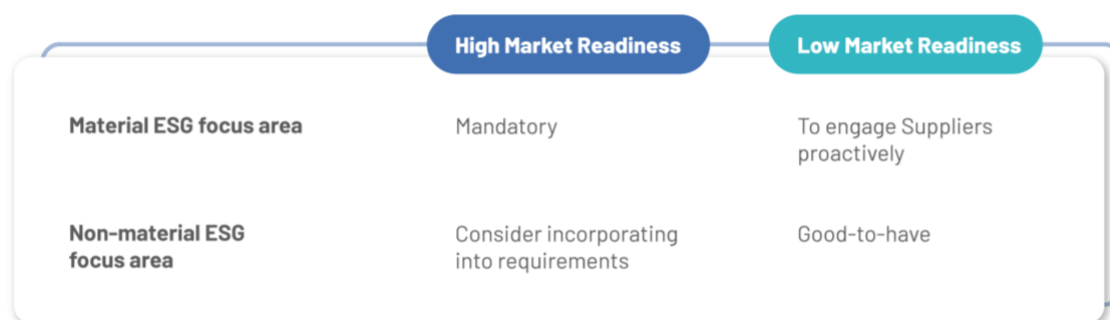 High Market Readiness
Low Market Readiness
Material ESG focus area
Mandatory
To engage Suppliers
proactively
Non-material ESG
focus area
Consider incorporating
into requirements
Good-to-have